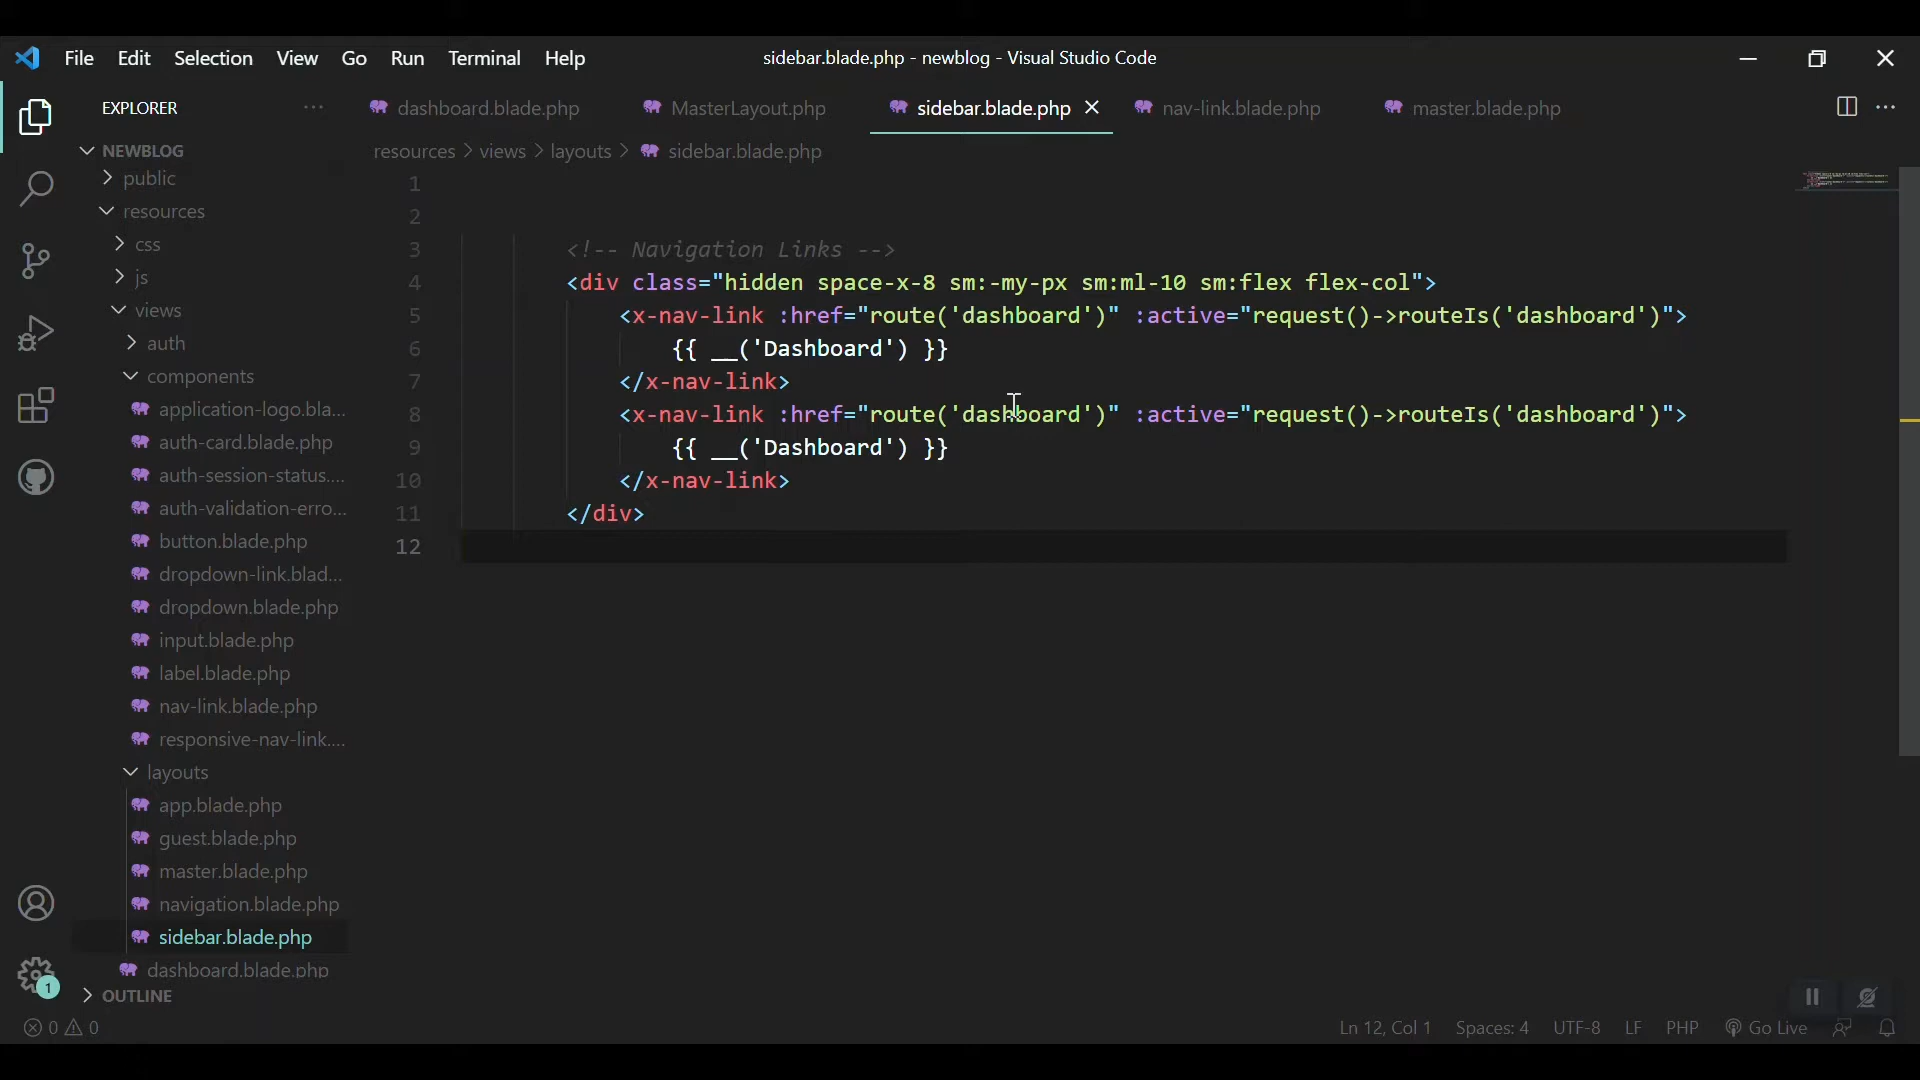 File Edit Selection View Go Run Terminal Help
sidebar.blade.php - newblog - Visual Studio Code
EXPLORER
dashboard.blade.php
MasterLayout.php
sidebar.blade.php
nav-link.blade.php
master.blade.php
NEWBLOG
public
resources
css
js
views
auth
components
application-logo.bla...
auth-card.blade.php
auth-session-status....
auth-validation-erro...
button.blade.php
dropdown-link.blad...
dropdown.blade.php
input.blade.php
label.blade.php
nav-link.blade.php
responsive-nav-link....
layouts
app.blade.php
guest.blade.php
master.blade.php
navigation.blade.php
sidebar.blade.php
dashboard.blade.php
OUTLINE
resources > views > layouts > sidebar.blade.php
1
2
3 <!-- Navigation Links -->
4 <div class="hidden space-x-8 sm:-my-px sm:ml-10 sm:flex flex-col">
5 <x-nav-link :href="route('dashboard')" :active="request()->routeIs('dashboard')">
6 {{ __('Dashboard') }}
7 </x-nav-link>
8 <x-nav-link :href="route('dashboard')" :active="request()->routeIs('dashboard')">
9 {{ __('Dashboard') }}
10 </x-nav-link>
11 </div>
12
1
0 0
Ln 12, Col 1 Spaces: 4 UTF-8 LF PHP Go Live